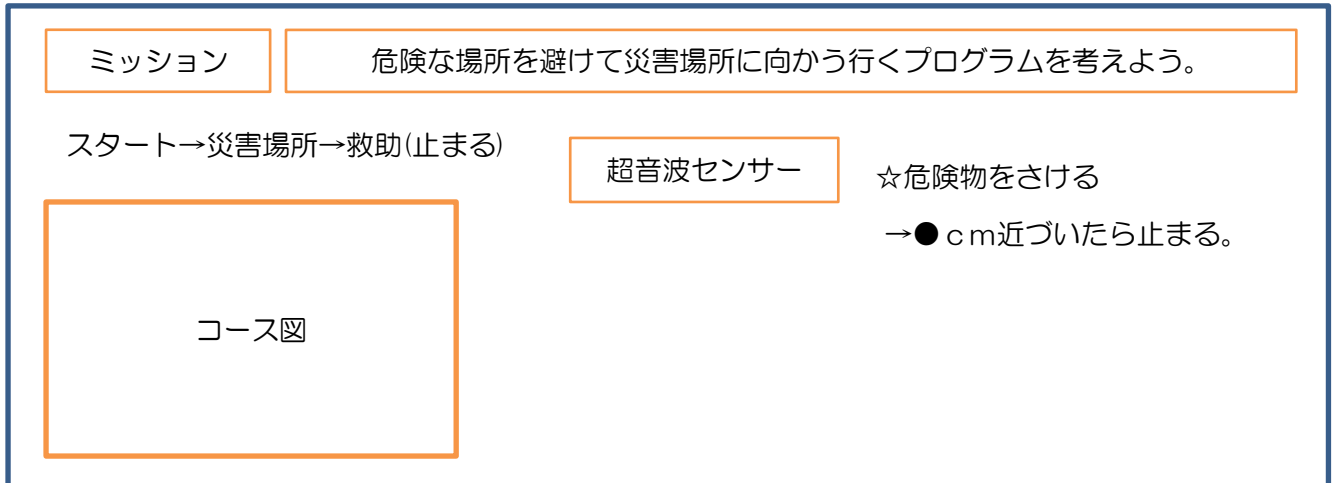 ミッション
危険な場所を避けて災害場所に向かう行くプログラムを考えよう。
スタート→災害場所→救助(止まる)
超音波センサー
☆危険物をさける
→●ｃｍ近づいたら止まる。
コース図